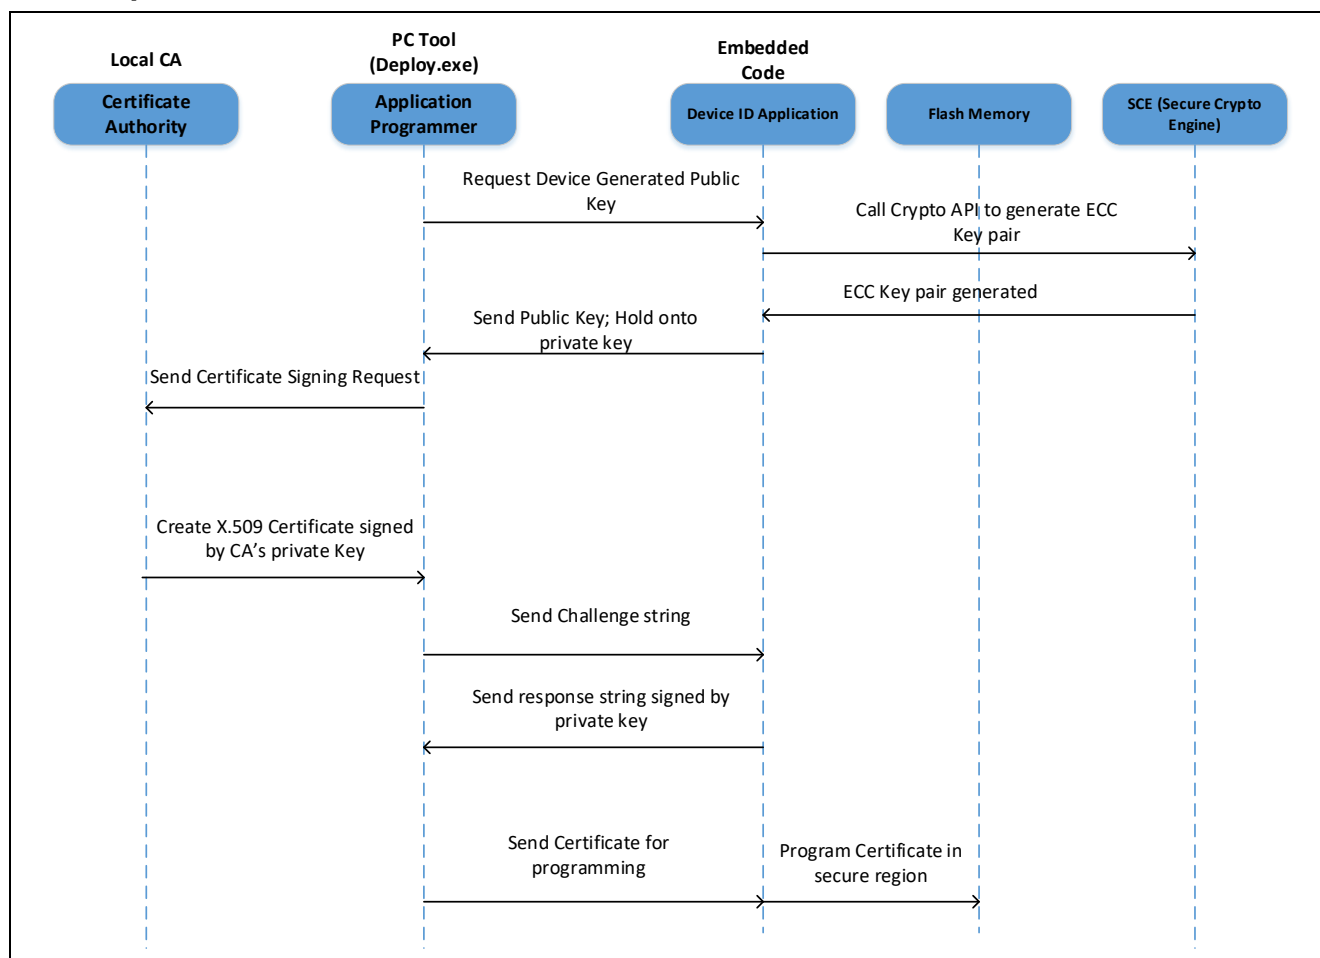 Local CA
PC Tool
(Deploy.exe)
Embedded
Code
Certificate
Authority
Application
Programmer
Device ID Application
Flash Memory
SCE (Secure Crypto
Engine)
Request Device Generated Public
Key
Call Crypto API to generate ECC
Key pair
ECC Key pair generated
Send Public Key; Hold onto
private key
Send Certificate Signing Request
Create X.509 Certificate signed
by CA’s private Key
Send Challenge string
Send response string signed by
private key
Send Certificate for
programming
Program Certificate in
secure region